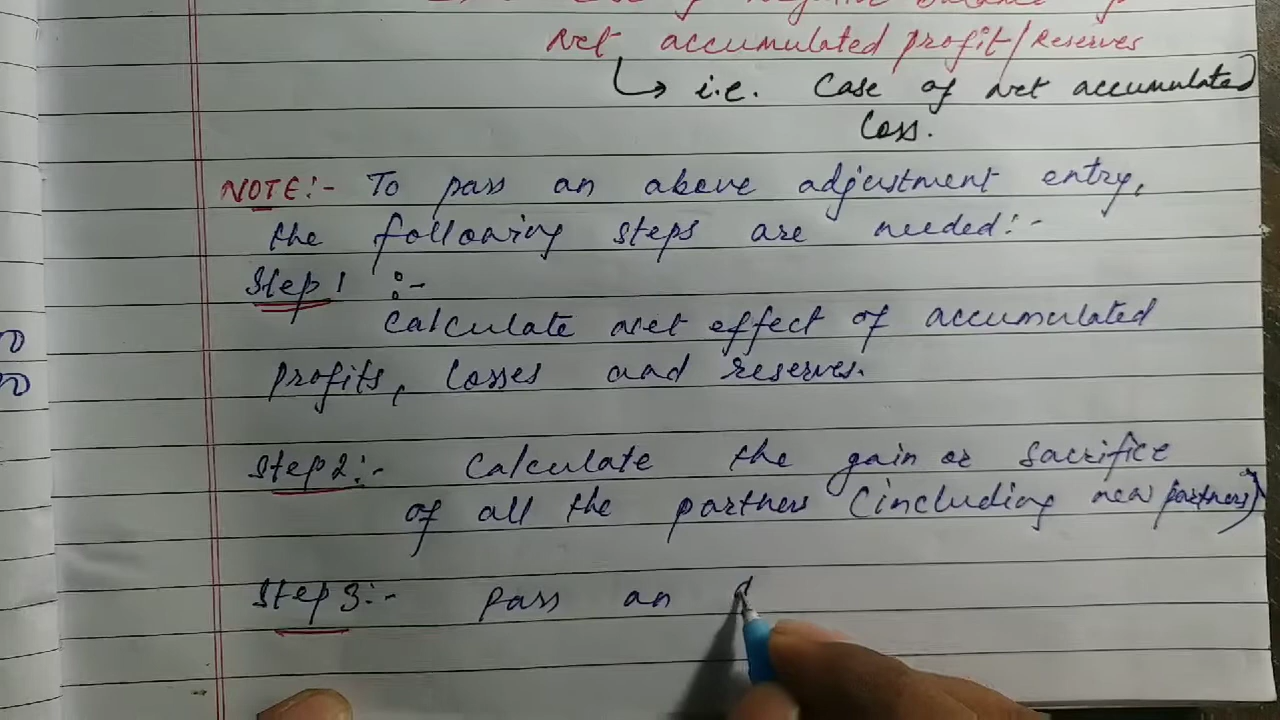 Net accumulated profit/Reserves
↳ i.e. Case of Net accumulated
Loss.
NOTE:- To pass an above adjustment entry,
the following steps are needed:-
Step 1 :-
Calculate net effect of accumulated
profits, losses and reserves.
Step 2:- Calculate the gain or sacrifice
of all the partners (including new partners)
Step 3:- Pass an